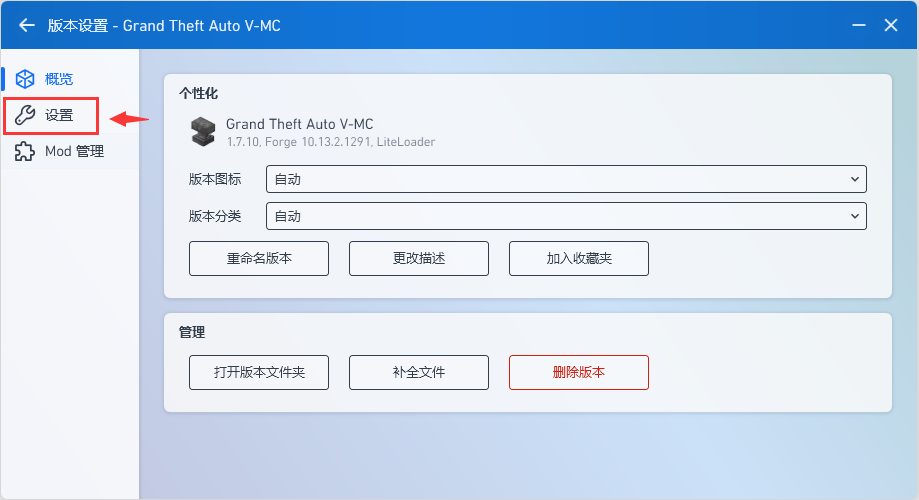 版本设置 - Grand Theft Auto V-MC
概览
设置
Mod 管理
个性化
Grand Theft Auto V-MC
1.7.10, Forge 10.13.2.1291, LiteLoader
版本图标 自动
版本分类 自动
重命名版本 更改描述 加入收藏夹
管理
打开版本文件夹 补全文件 删除版本